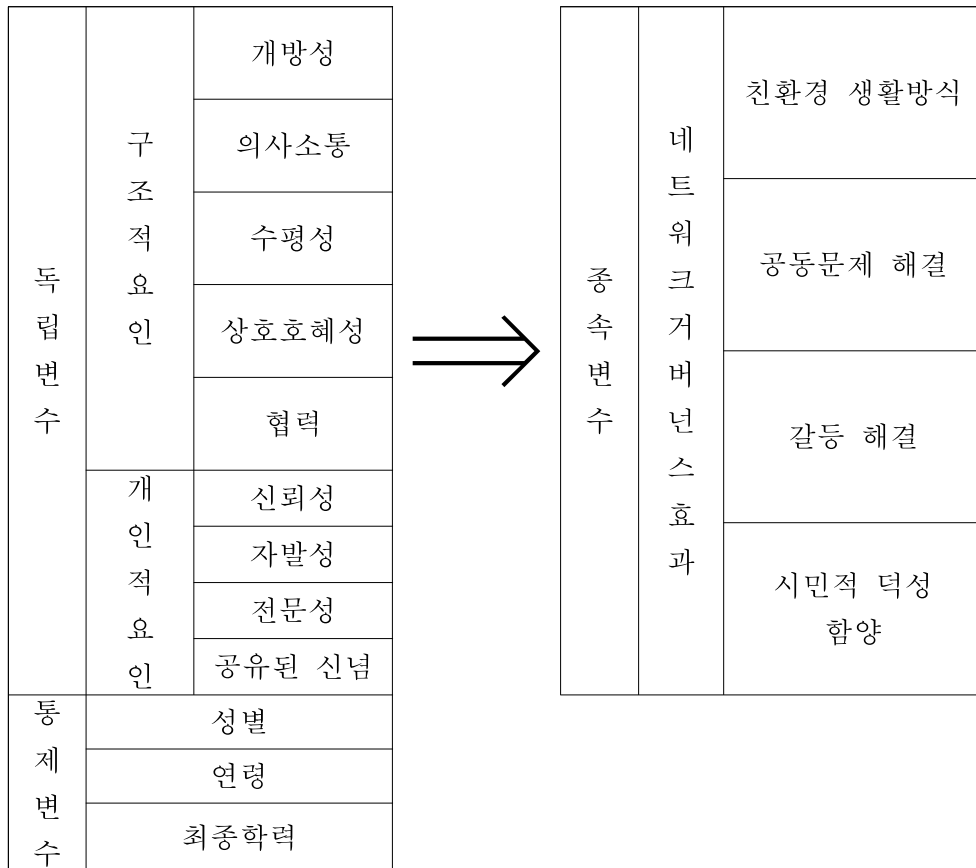 독립변수
구조적요인
개방성
의사소통
수평성
상호호혜성
협력
개인적요인
신뢰성
자발성
전문성
공유된 신념
통제변수
성별
연령
최종학력
종속변수
네트워크거버넌스효과
친환경 생활방식
공동문제 해결
갈등 해결
시민적 덕성
함양